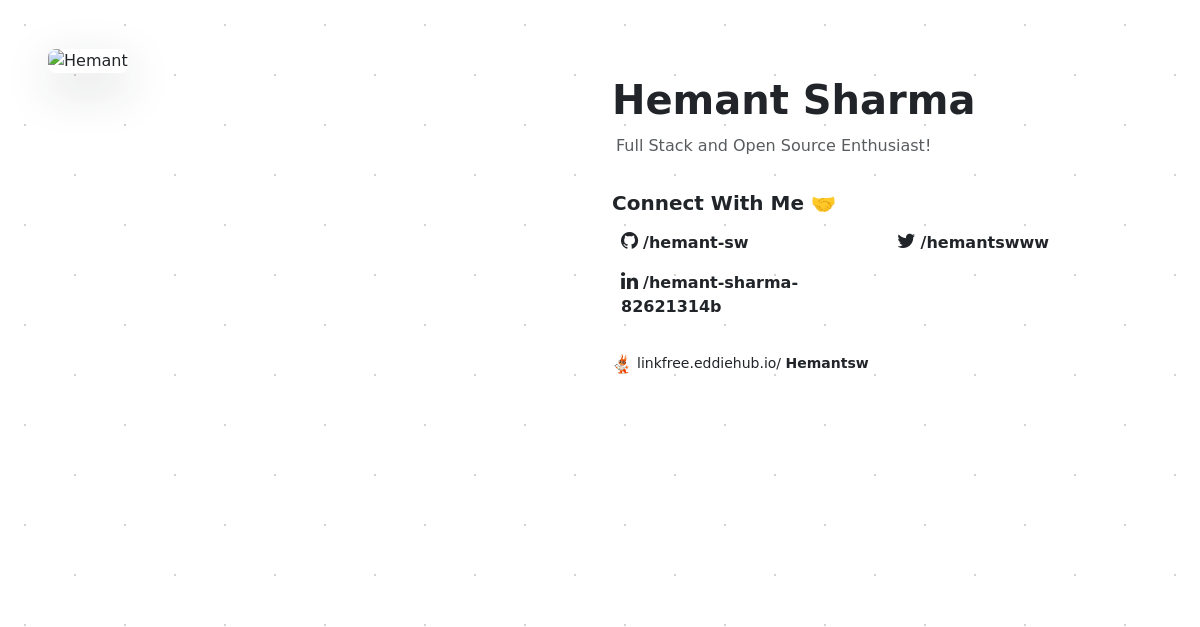 Hemant
Hemant Sharma
Full Stack and Open Source Enthusiast!
Connect With Me 🤝
/hemant-sw
/hemantswww
/hemant-sharma-
82621314b
linkfree.eddiehub.io/ Hemantsw